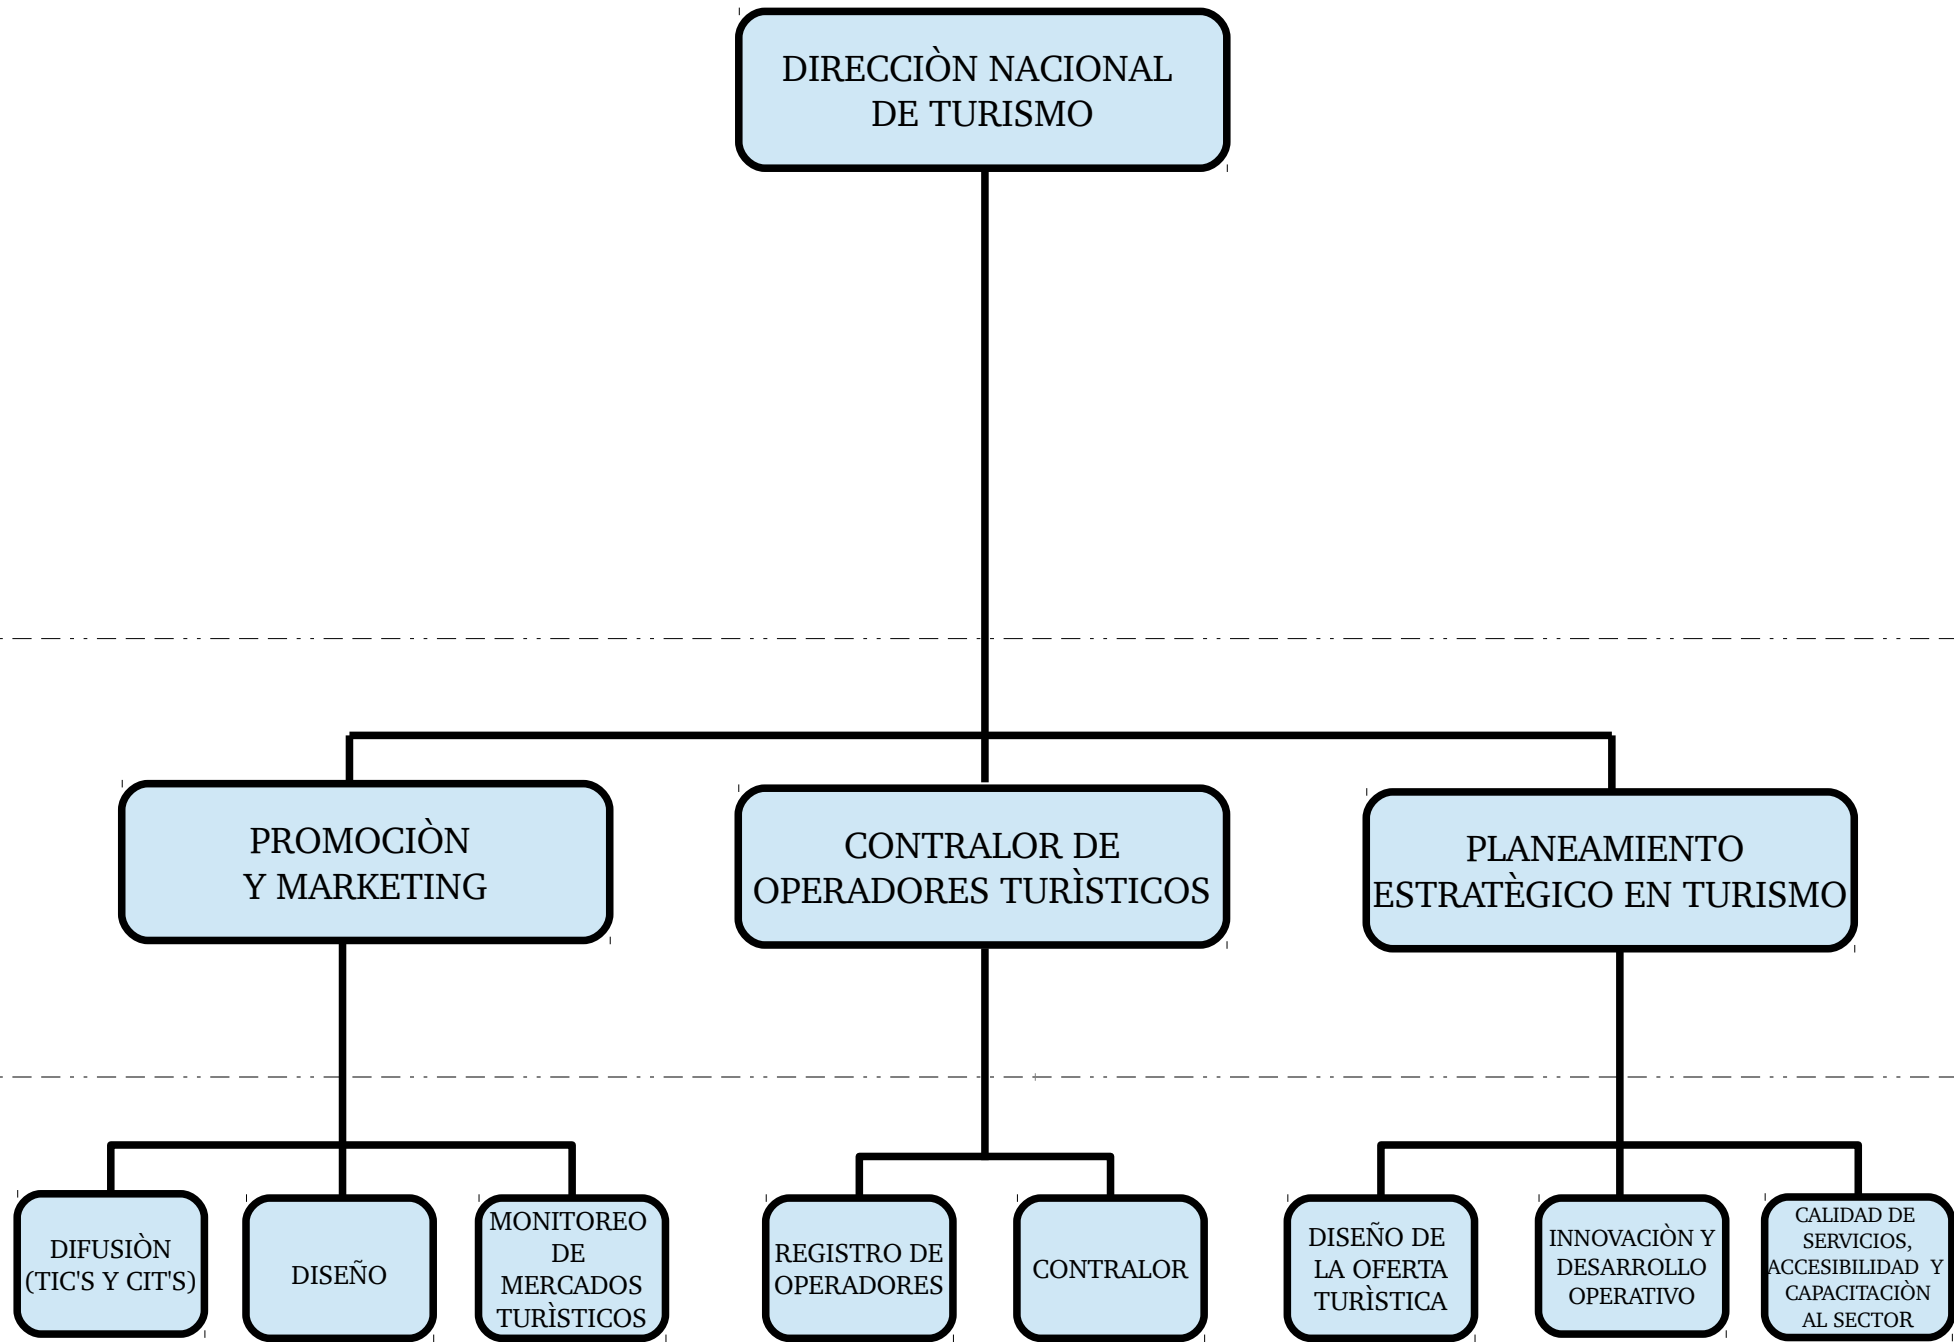 DIRECCIÒN NACIONAL
DE TURISMO
PROMOCIÒN
Y MARKETING
CONTRALOR DE
OPERADORES TURÌSTICOS
PLANEAMIENTO
ESTRATÈGICO EN TURISMO
DIFUSIÒN
(TIC'S Y CIT'S)
DISEÑO
MONITOREO
DE
MERCADOS
TURÌSTICOS
REGISTRO DE
OPERADORES
CONTRALOR
DISEÑO DE
LA OFERTA
TURÌSTICA
INNOVACIÒN Y
DESARROLLO
OPERATIVO
CALIDAD DE
SERVICIOS,
ACCESIBILIDAD Y
CAPACITACIÒN
AL SECTOR